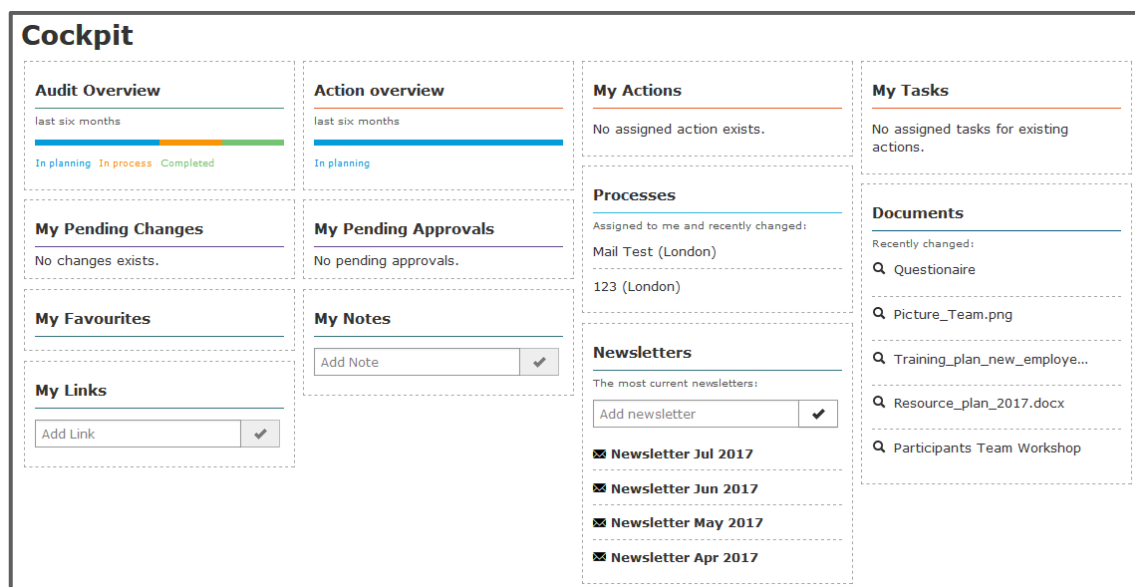 Cockpit
Audit Overview
last six months
In planning In process Completed
My Pending Changes
No changes exists.
My Favourites
My Links
Add Link
Action overview
last six months
In planning
My Pending Approvals
No pending approvals.
My Notes
Add Note
My Actions
No assigned action exists.
Processes
Assigned to me and recently changed:
Mail Test (London)
123 (London)
Newsletters
The most current newsletters:
Add newsletter
Newsletter Jul 2017
Newsletter Jun 2017
Newsletter May 2017
Newsletter Apr 2017
My Tasks
No assigned tasks for existing
actions.
Documents
Recently changed:
Questionaire
Picture_Team.png
Training_plan_new_employe...
Resource_plan_2017.docx
Participants Team Workshop